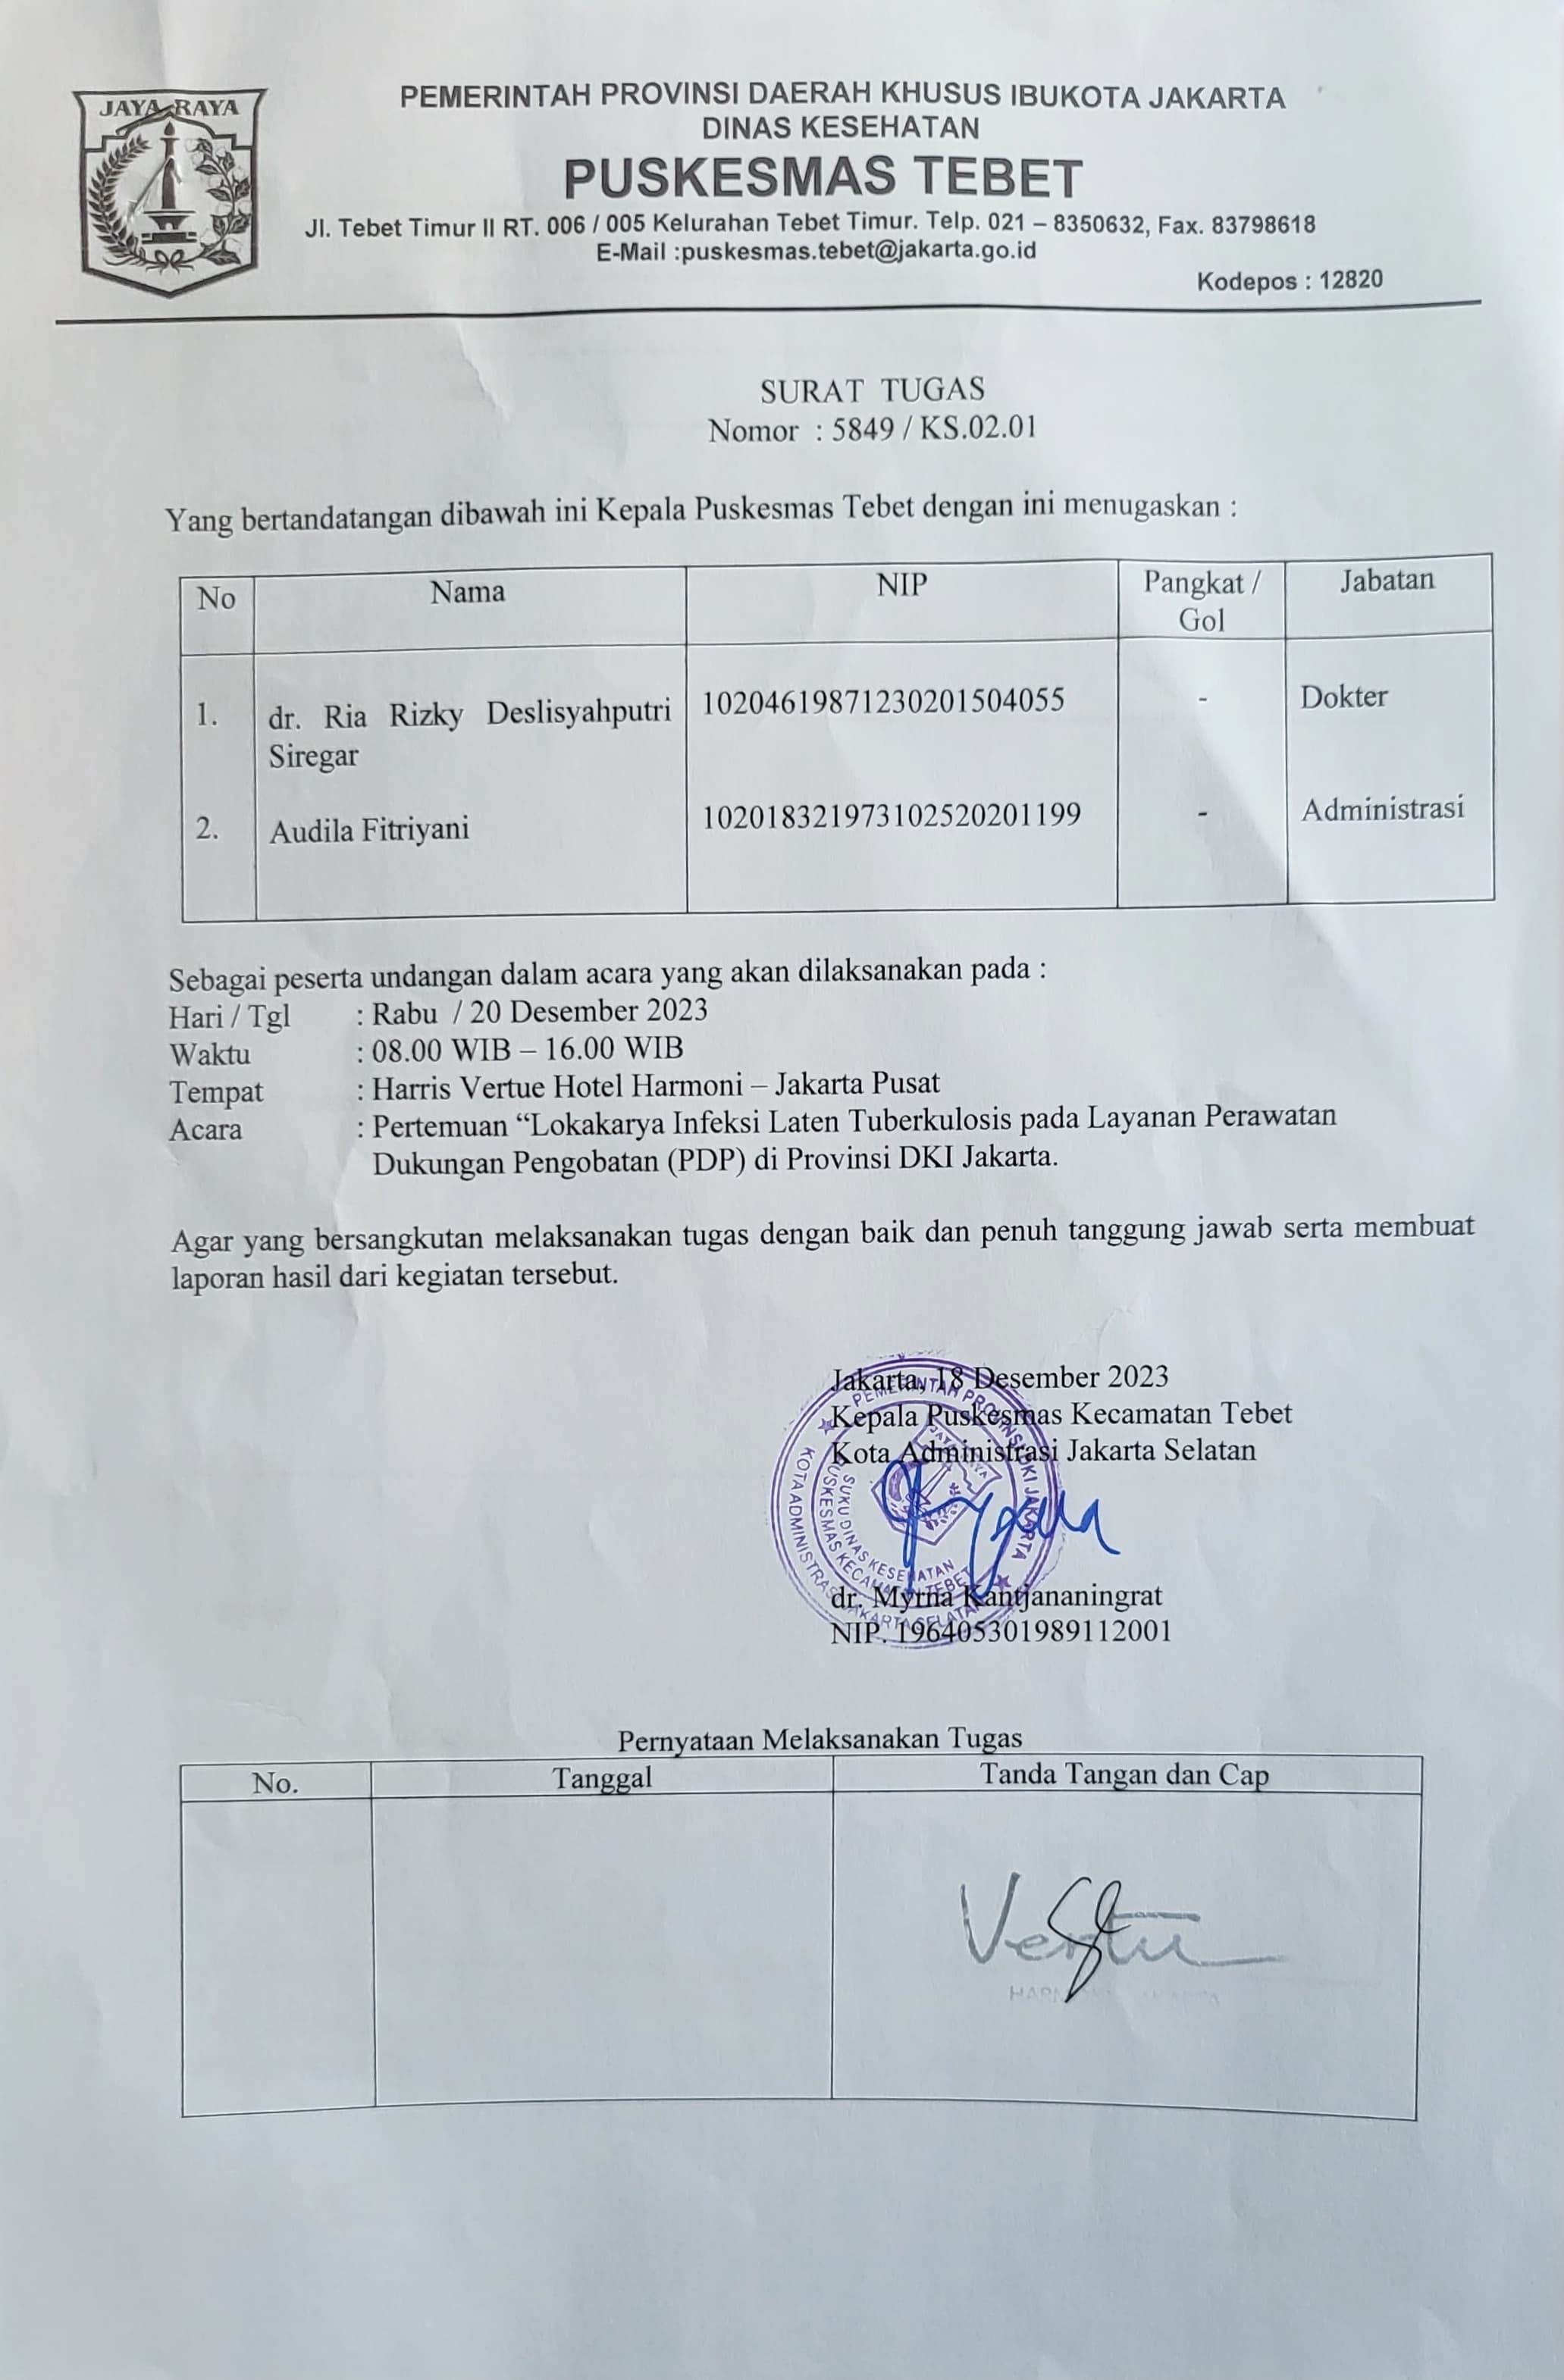 JAYA RAYA
PEMERINTAH PROVINSI DAERAH KHUSUS IBUKOTA JAKARTA
DINAS KESEHATAN
PUSKESMAS TEBET
Jl. Tebet Timur II RT. 006 / 005 Kelurahan Tebet Timur. Telp. 021 – 8350632, Fax. 83798618
E-Mail :puskesmas.tebet@jakarta.go.id
Kodepos : 12820
SURAT TUGAS
Nomor : 5849 / KS.02.01
Yang bertandatangan dibawah ini Kepala Puskesmas Tebet dengan ini menugaskan :
No Nama NIP Pangkat / Gol Jabatan
1. dr. Ria Rizky Deslisyahputri Siregar 10204619871230201504055 - Dokter
2. Audila Fitriyani 102018321973102520201199 - Administrasi
Sebagai peserta undangan dalam acara yang akan dilaksanakan pada :
Hari / Tgl : Rabu / 20 Desember 2023
Waktu : 08.00 WIB – 16.00 WIB
Tempat : Harris Vertue Hotel Harmoni – Jakarta Pusat
Acara : Pertemuan “Lokakarya Infeksi Laten Tuberkulosis pada Layanan Perawatan
Dukungan Pengobatan (PDP) di Provinsi DKI Jakarta.
Agar yang bersangkutan melaksanakan tugas dengan baik dan penuh tanggung jawab serta membuat
laporan hasil dari kegiatan tersebut.
Jakarta, 18 Desember 2023
Kepala Puskesmas Kecamatan Tebet
Kota Administrasi Jakarta Selatan
PEMERINTAH PROVINSI DKI JAKARTA
KOTA ADMINISTRASI JAKARTA SELATAN
PUSKESMAS KECAMATAN TEBET
SUKU DINAS KESEHATAN
JAYA RAYA
dr. Myrna Kantjananingrat
NIP. 196405301989112001
Pernyataan Melaksanakan Tugas
No. Tanggal Tanda Tangan dan Cap
Vertu